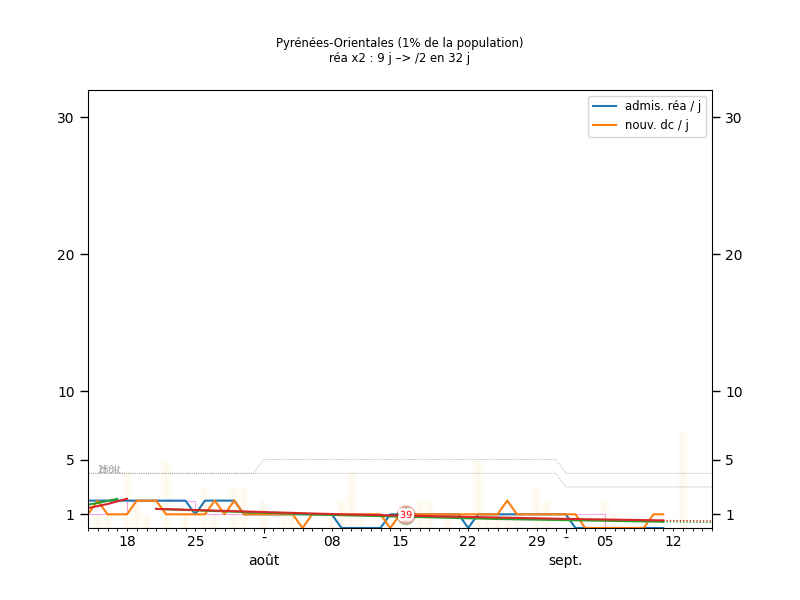 Pyrénées-Orientales (1% de la population)
réa x2 : 9 j –> /2 en 32 j
admis. réa / j
nouv. dc / j
30 30
20 20
10 10
5 5
1 1
39
18 25 - 08 15 22 29 - 05 12
août sept.